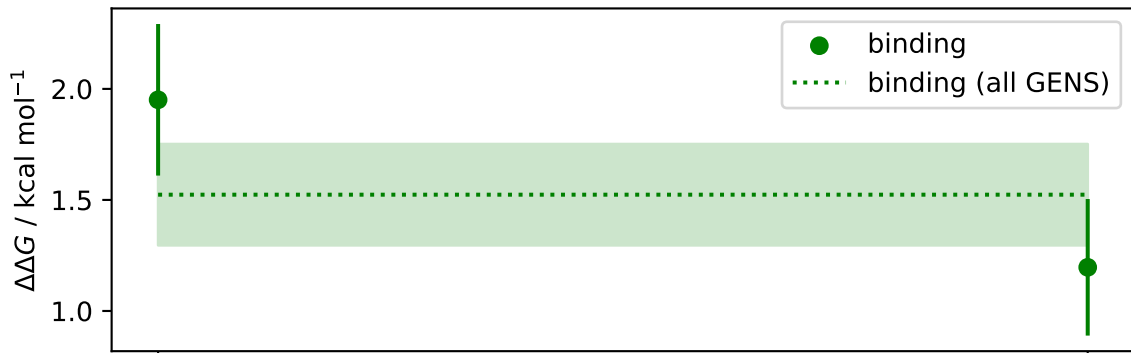 binding
binding (all GENS)
2.0
1.5
1.0
ΔΔG / kcal mol⁻¹